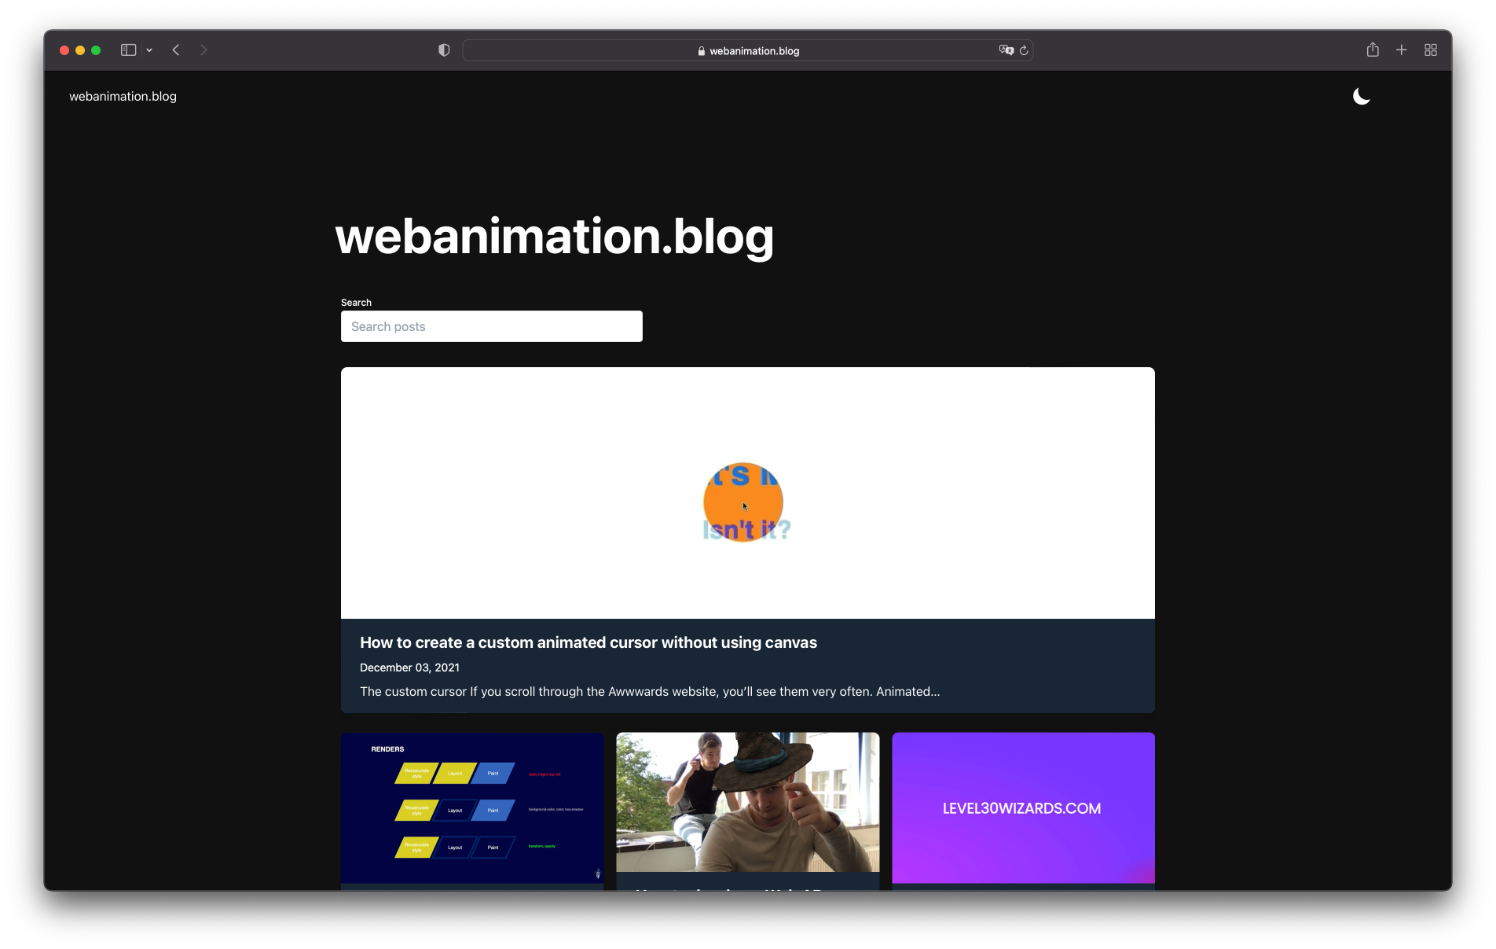 webanimation.blog
webanimation.blog
webanimation.blog
Search
Search posts
Isn't it?
How to create a custom animated cursor without using canvas
December 03, 2021
The custom cursor If you scroll through the Awwwards website, you'll see them very often. Animated...
RENDERS
Layout
Paint
Layout
Paint
Layout
Paint
LEVEL30WIZARDS.COM